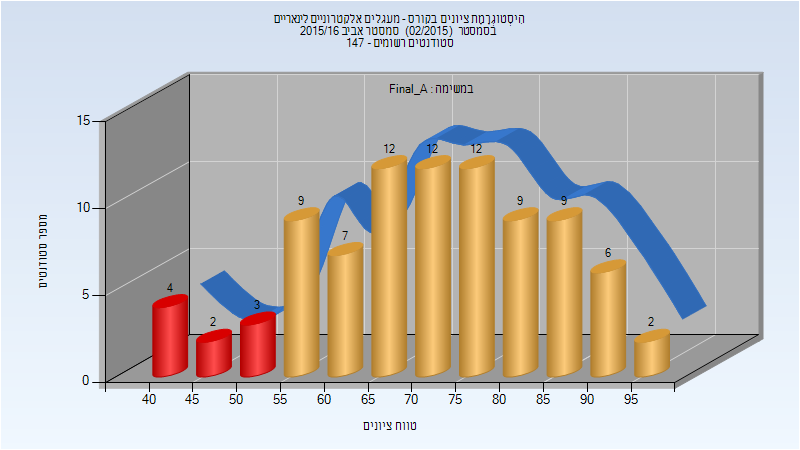 היסטוגרמת ציונים בקורס - מעגלים אלקטרוניים לינאריים
בסמסטר (02/2015) סמסטר אביב 2015/16
סטודנטים רשומים - 147
במשימה : Final_A
15
10
5
0
מספר סטודנטים
4
2
3
9
7
12
12
12
9
9
6
2
40 45 50 55 60 65 70 75 80 85 90 95
טווח ציונים